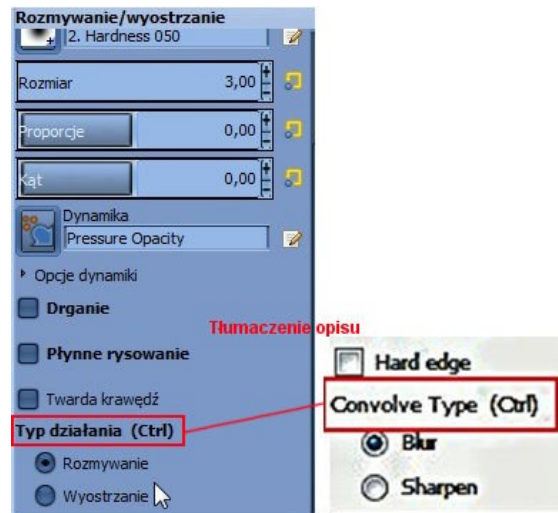 Rozmywanie/wyostrzanie
2. Hardness 050
Rozmiar 3,00
Proporcje 0,00
Kąt 0,00
Dynamika
Pressure Opacity
Opcje dynamiki
Drganie
Tłumaczenie opisu
Płynne rysowanie
Twarda krawędź
Typ działania (Ctrl)
Rozmywanie
Wyostrzanie
Hard edge
Convolve Type (Ctrl)
Blur
Sharpen